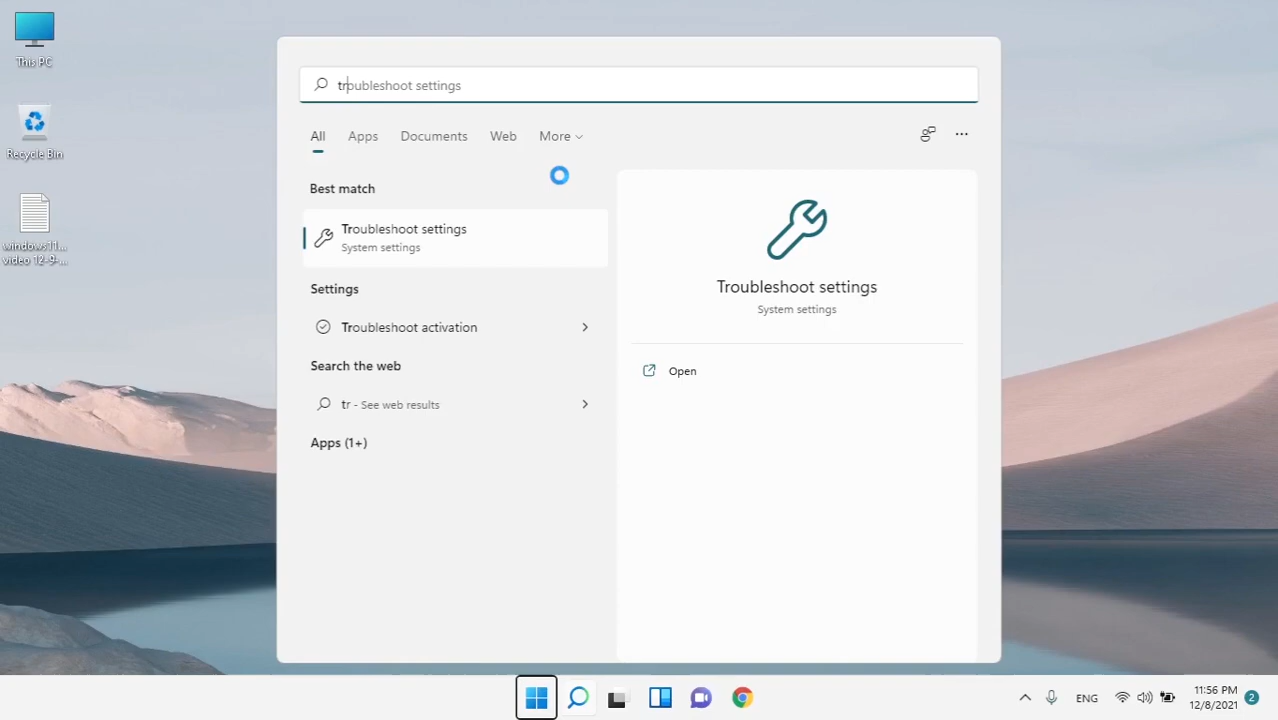 This PC
Recycle Bin
windows11...
video 12-9-...
troubleshoot settings
All Apps Documents Web More
Best match
Troubleshoot settings
System settings
Settings
Troubleshoot activation
Search the web
tr - See web results
Apps (1+)
Troubleshoot settings
System settings
Open
ENG
11:56 PM
12/8/2021
2